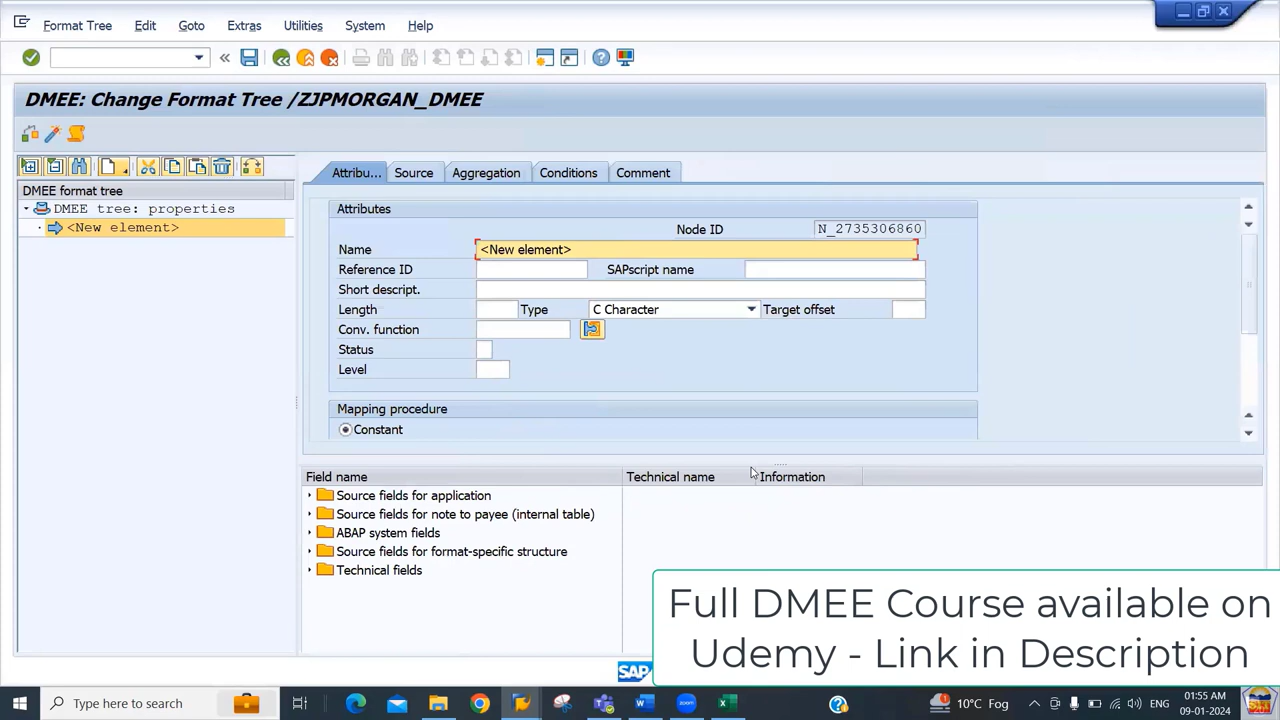 Format Tree Edit Goto Extras Utilities System Help
DMEE: Change Format Tree /ZJPMORGAN_DMEE
DMEE format tree
DMEE tree: properties
<New element>
Attribu... Source Aggregation Conditions Comment
Attributes
Node ID N_2735306860
Name <New element>
Reference ID SAPscript name
Short descript.
Length Type C Character Target offset
Conv. function
Status
Level
Mapping procedure
Constant
Field name Technical name Information
Source fields for application
Source fields for note to payee (internal table)
ABAP system fields
Source fields for format-specific structure
Technical fields
Full DMEE Course available on
Udemy - Link in Description
SAP
Type here to search
10°C Fog
ENG
01:55 AM
09-01-2024